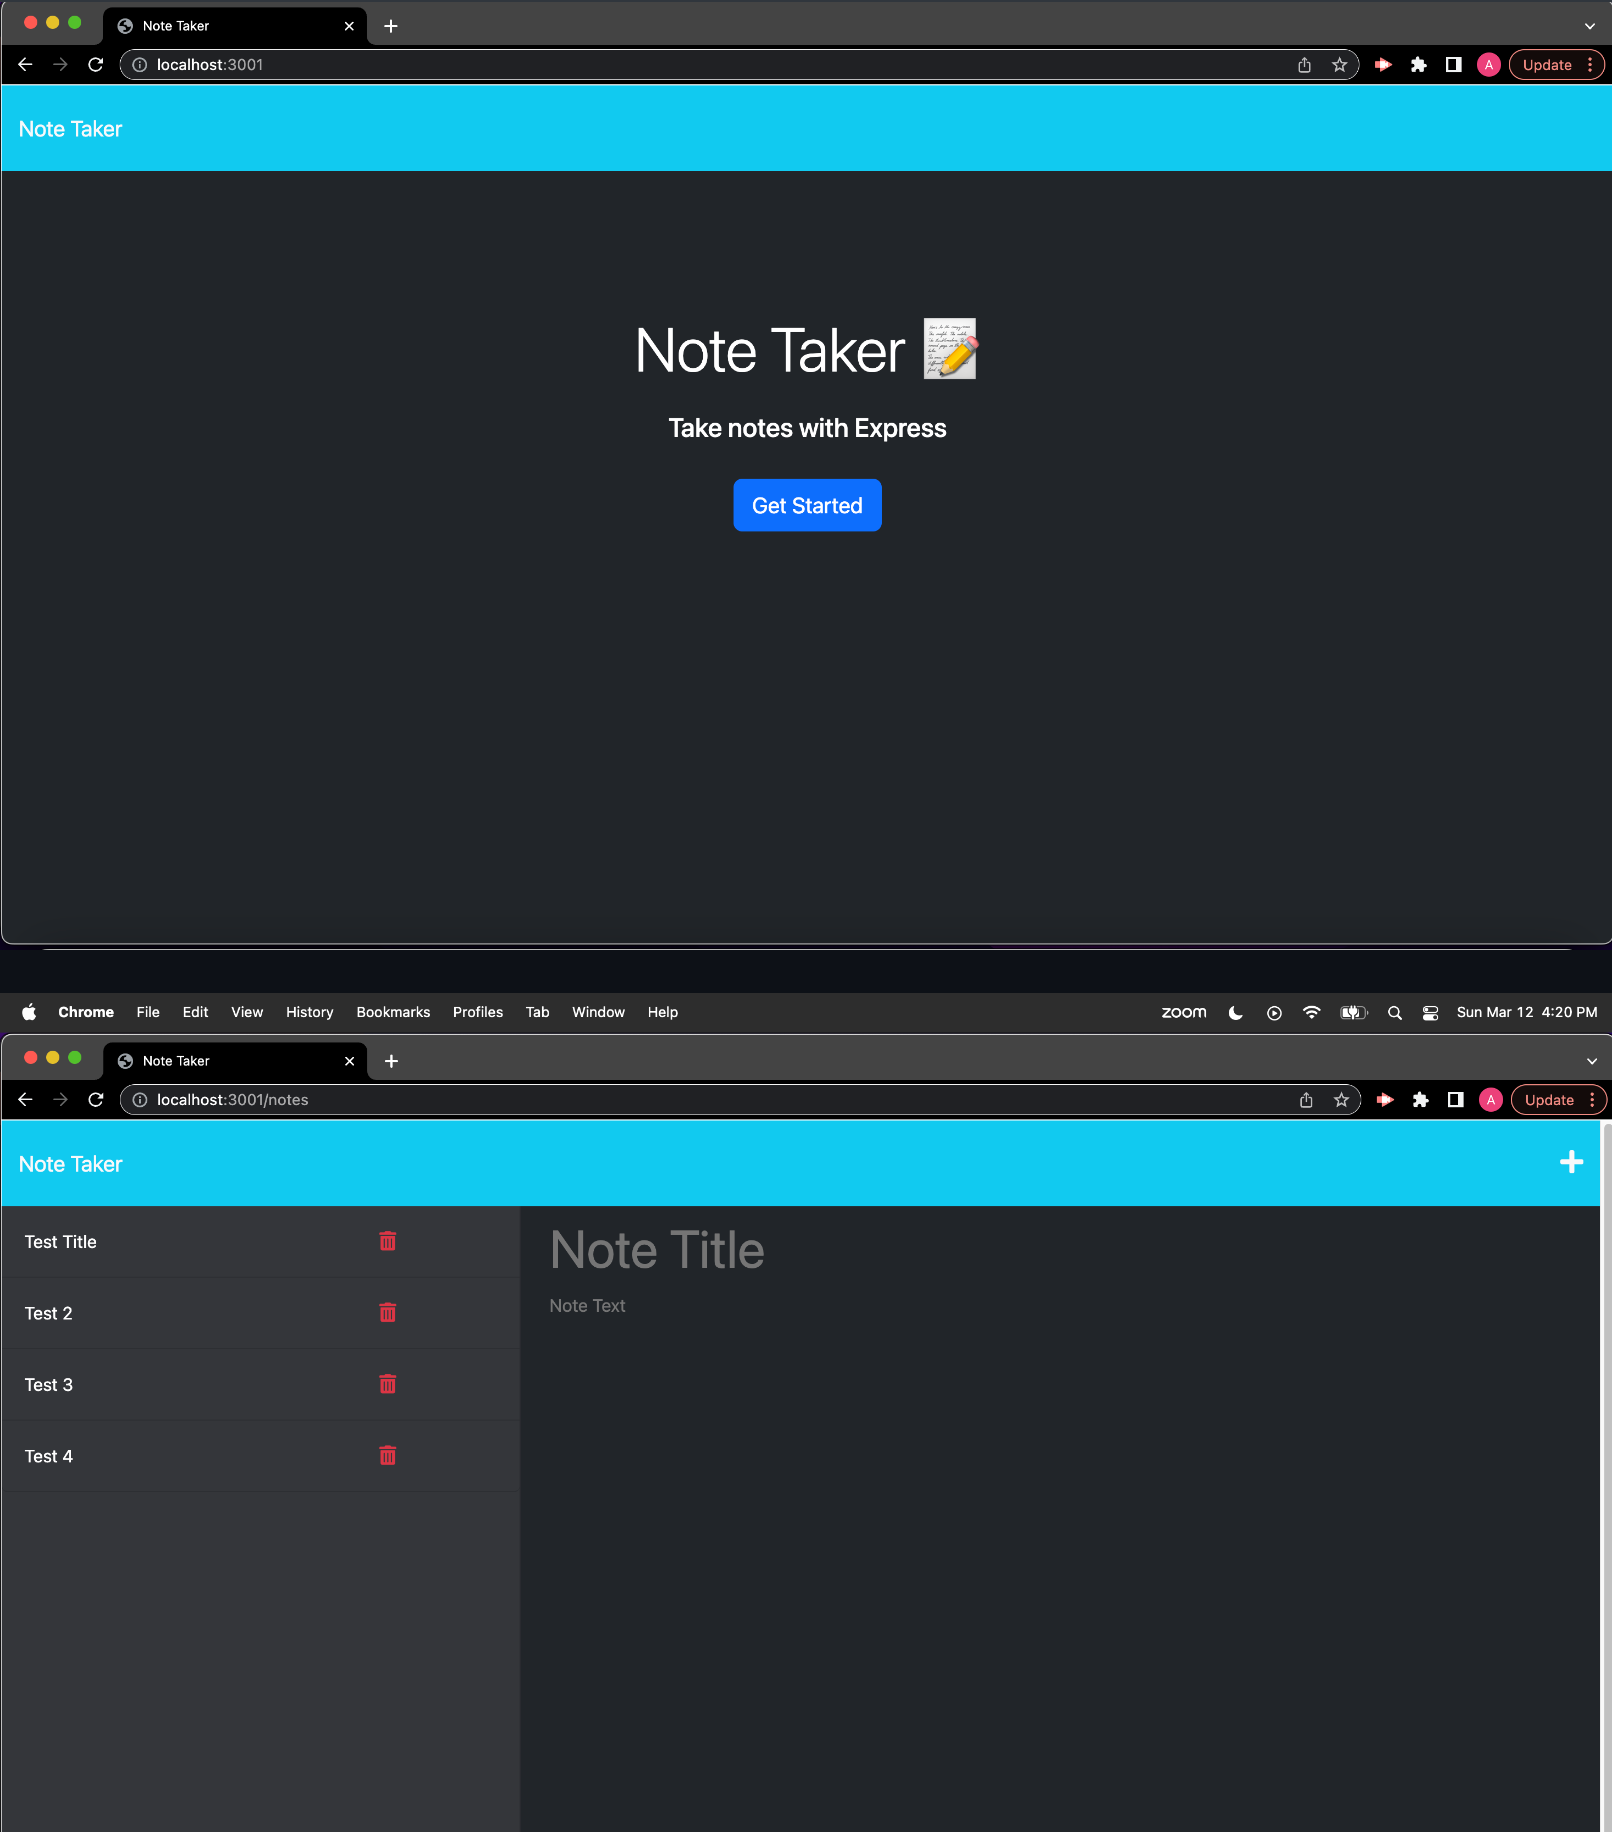 Note Taker
localhost:3001
A
Update
Note Taker
Note Taker
Take notes with Express
Get Started
Chrome File Edit View History Bookmarks Profiles Tab Window Help zoom Sun Mar 12 4:20 PM
Note Taker
localhost:3001/notes
A
Update
Note Taker
Test Title
Test 2
Test 3
Test 4
Note Title
Note Text